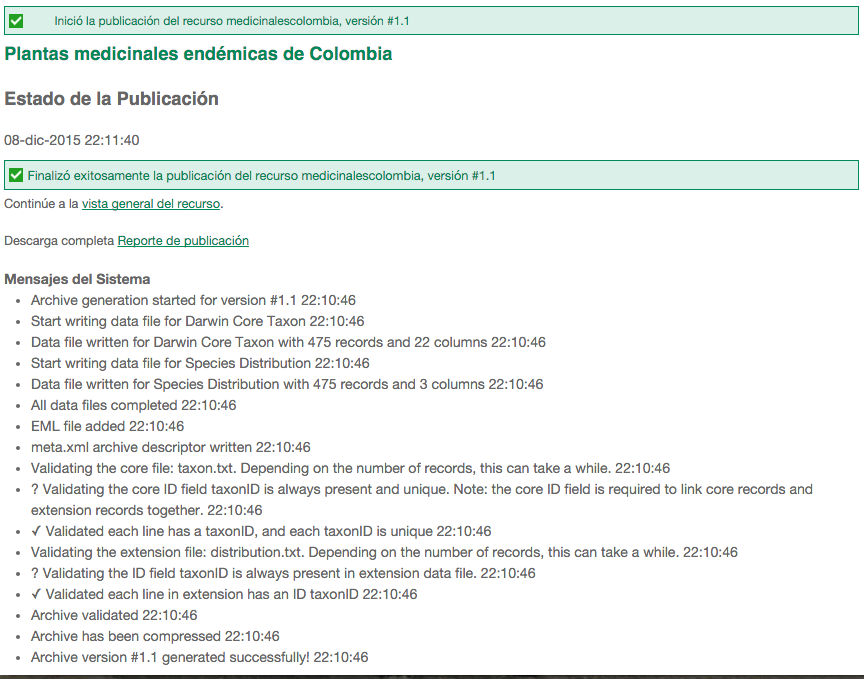 Inició la publicación del recurso medicinalescolombia, versión #1.1
Plantas medicinales endémicas de Colombia
Estado de la Publicación
08-dic-2015 22:11:40
Finalizó exitosamente la publicación del recurso medicinalescolombia, versión #1.1
Continúe a la vista general del recurso.
Descarga completa Reporte de publicación
Mensajes del Sistema
• Archive generation started for version #1.1 22:10:46
• Start writing data file for Darwin Core Taxon 22:10:46
• Data file written for Darwin Core Taxon with 475 records and 22 columns 22:10:46
• Start writing data file for Species Distribution 22:10:46
• Data file written for Species Distribution with 475 records and 3 columns 22:10:46
• All data files completed 22:10:46
• EML file added 22:10:46
• meta.xml archive descriptor written 22:10:46
• Validating the core file: taxon.txt. Depending on the number of records, this can take a while. 22:10:46
• ? Validating the core ID field taxonID is always present and unique. Note: the core ID field is required to link core records and
extension records together. 22:10:46
• ✓ Validated each line has a taxonID, and each taxonID is unique 22:10:46
• Validating the extension file: distribution.txt. Depending on the number of records, this can take a while. 22:10:46
• ? Validating the ID field taxonID is always present in extension data file. 22:10:46
• ✓ Validated each line in extension has an ID taxonID 22:10:46
• Archive validated 22:10:46
• Archive has been compressed 22:10:46
• Archive version #1.1 generated successfully! 22:10:46